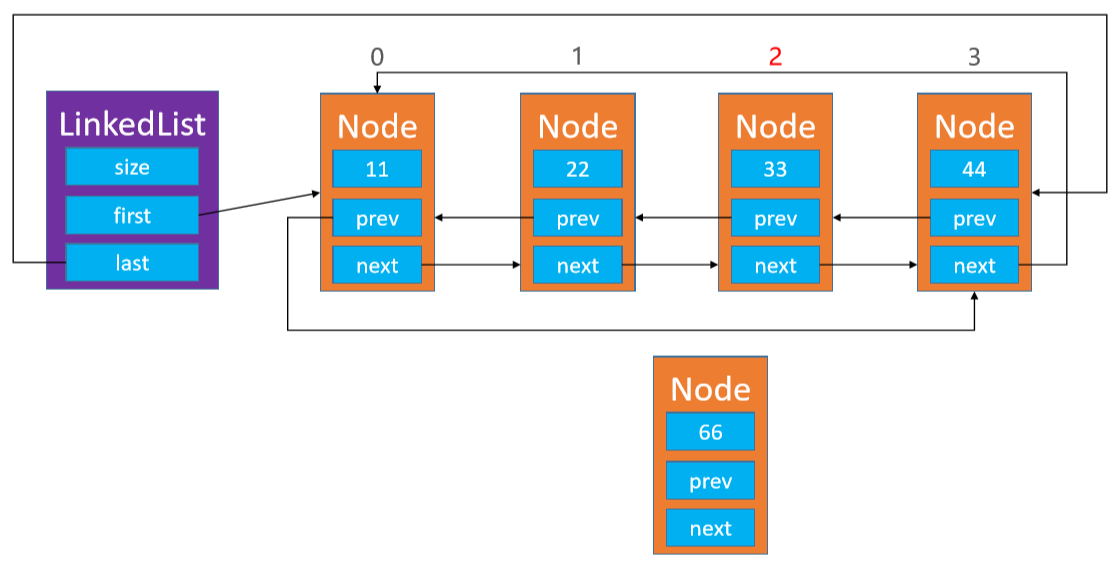 0 1 2 3
LinkedList
size
first
last
Node
11
prev
next
Node
22
prev
next
Node
33
prev
next
Node
44
prev
next
Node
66
prev
next